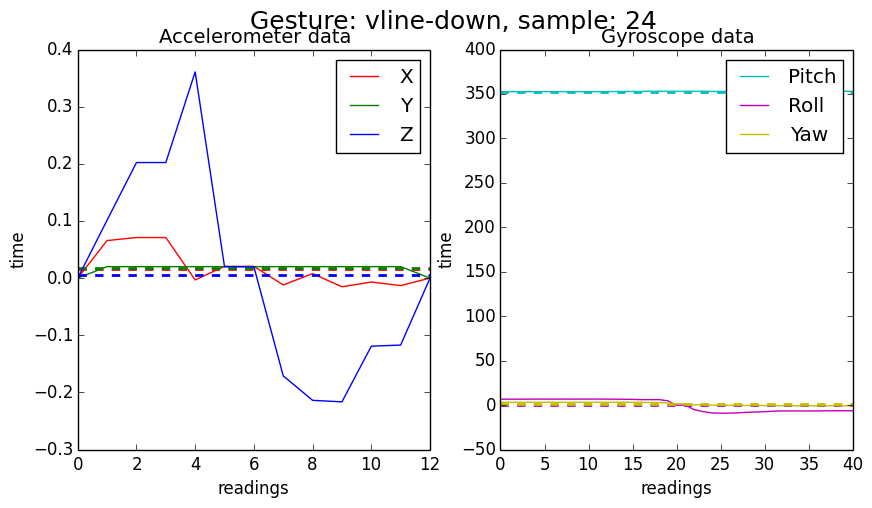 Gesture: vline-down, sample: 24
Accelerometer data
0.4
0.3
0.2
0.1
0.0
−0.1
−0.2
−0.3
time
0
2
4
6
8
10
12
readings
X
Y
Z
Gyroscope data
400
350
300
250
200
150
100
50
0
−50
time
0
5
10
15
20
25
30
35
40
readings
Pitch
Roll
Yaw